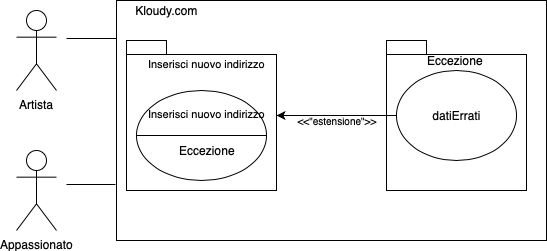 Kloudy.com
Inserisci nuovo indirizzo
Eccezione
Inserisci nuovo indirizzo
datiErrati
<<"estensione">>
Eccezione
Artista
Appassionato